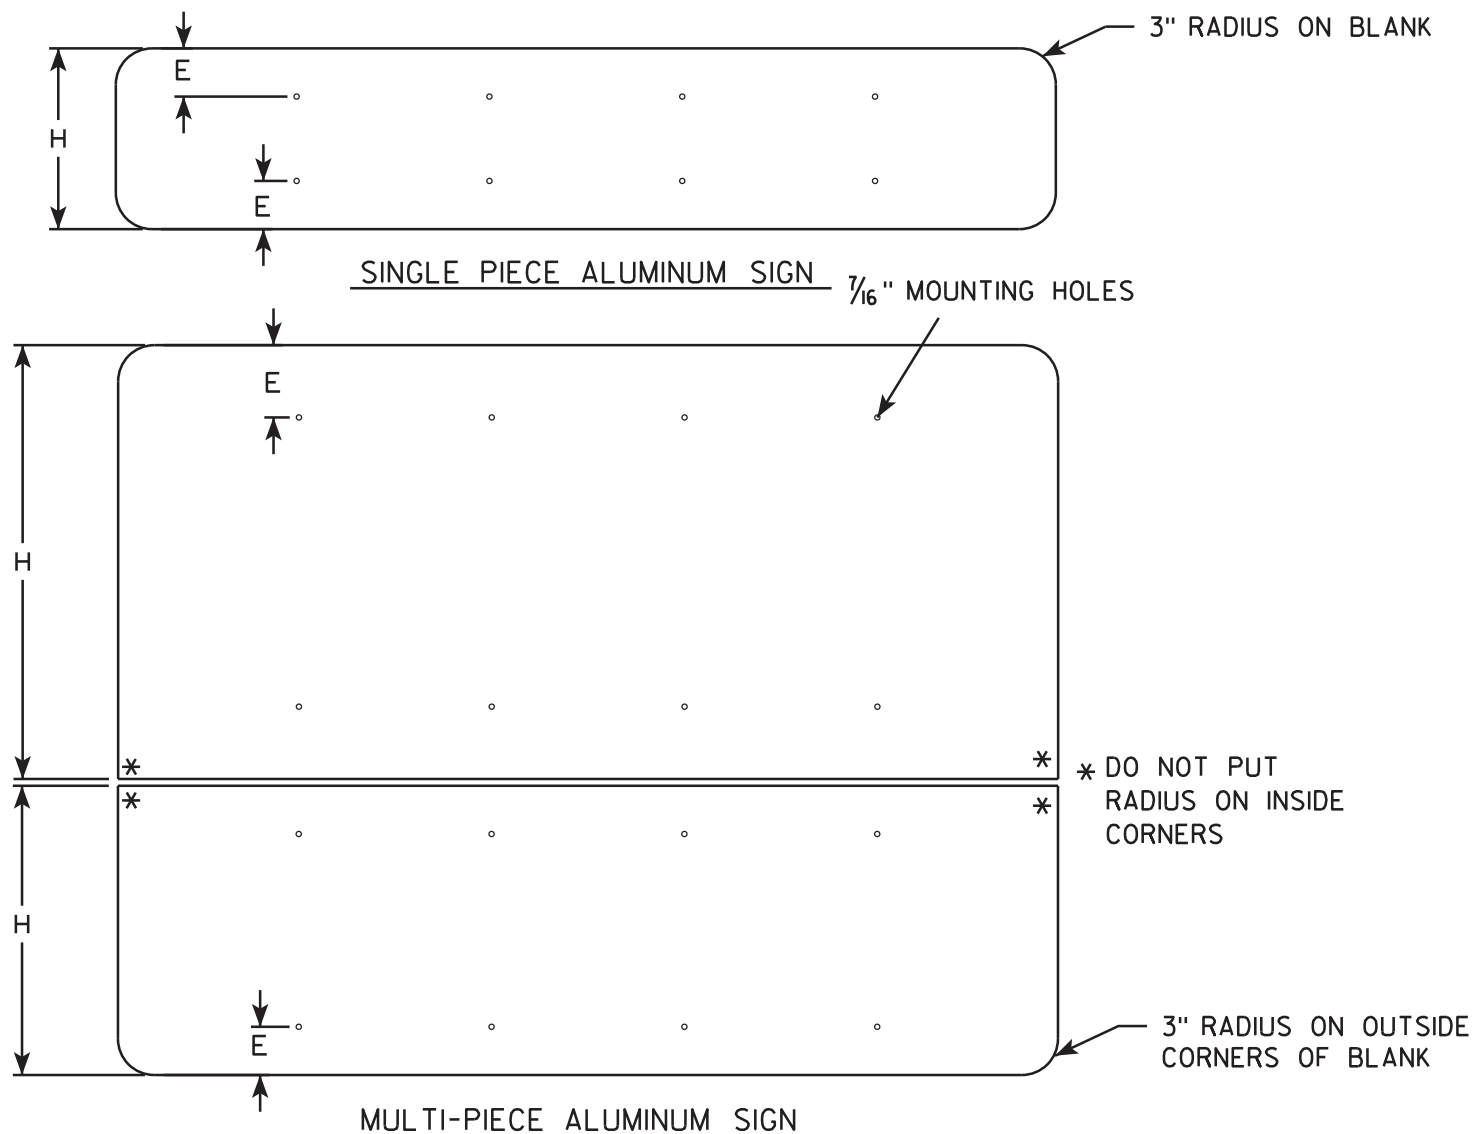 3" RADIUS ON BLANK
E
H
E
SINGLE PIECE ALUMINUM SIGN
7/16" MOUNTING HOLES
E
H
*
*
* DO NOT PUT
RADIUS ON INSIDE
CORNERS
*
*
H
E
3" RADIUS ON OUTSIDE
CORNERS OF BLANK
MULTI-PIECE ALUMINUM SIGN